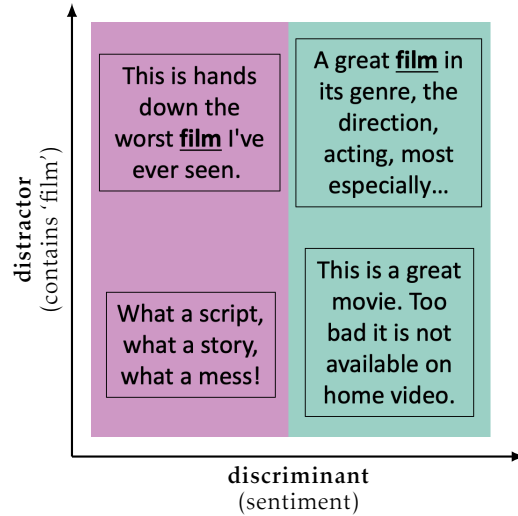 This is hands
down the
worst film I've
ever seen.
A great film in
its genre, the
direction,
acting, most
especially...
What a script,
what a story,
what a mess!
This is a great
movie. Too
bad it is not
available on
home video.
distractor
(contains ‘film’)
discriminant
(sentiment)